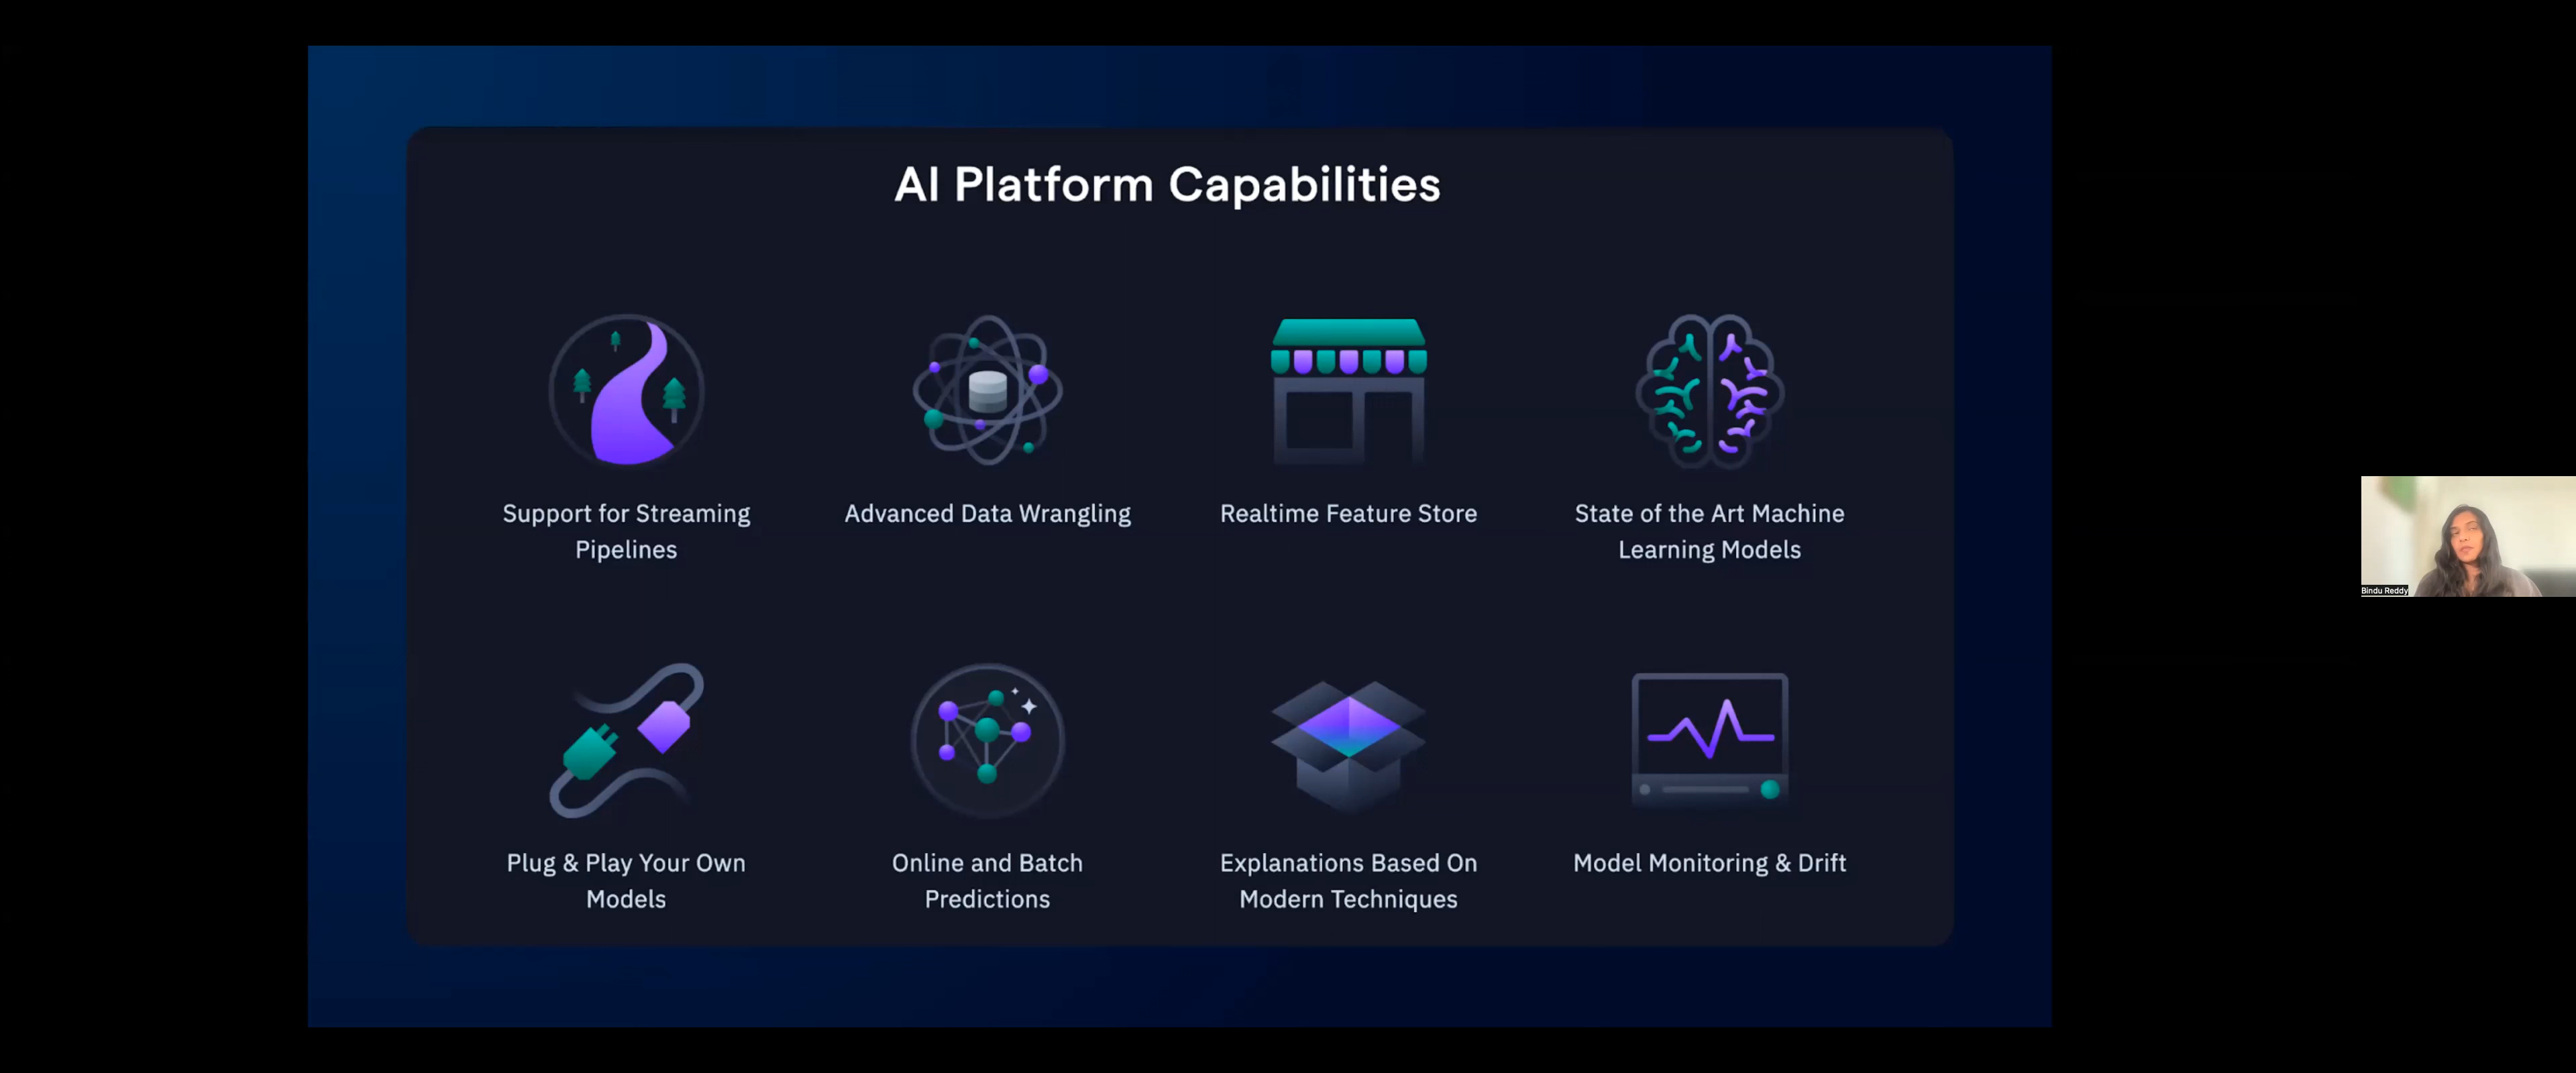 AI Platform Capabilities
Support for Streaming
Pipelines
Advanced Data Wrangling
Realtime Feature Store
State of the Art Machine
Learning Models
Plug & Play Your Own
Models
Online and Batch
Predictions
Explanations Based On
Modern Techniques
Model Monitoring & Drift
Bindu Reddy